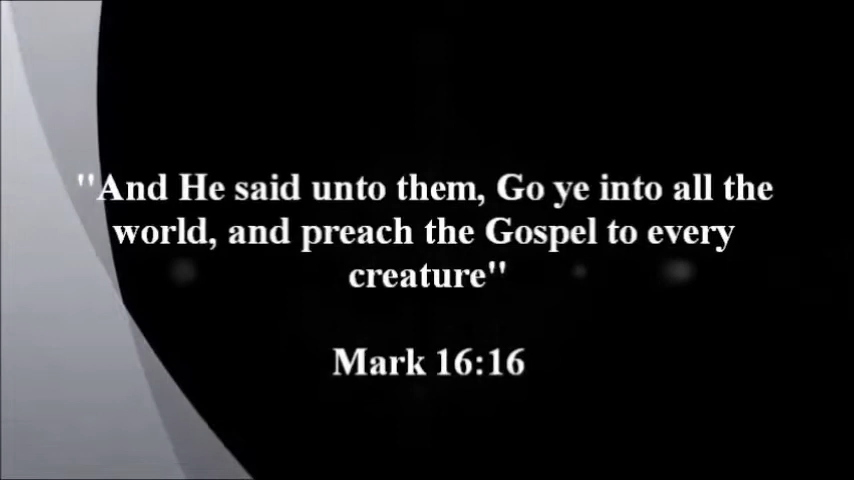 "And He said unto them, Go ye into all the
world, and preach the Gospel to every
creature"
Mark 16:16